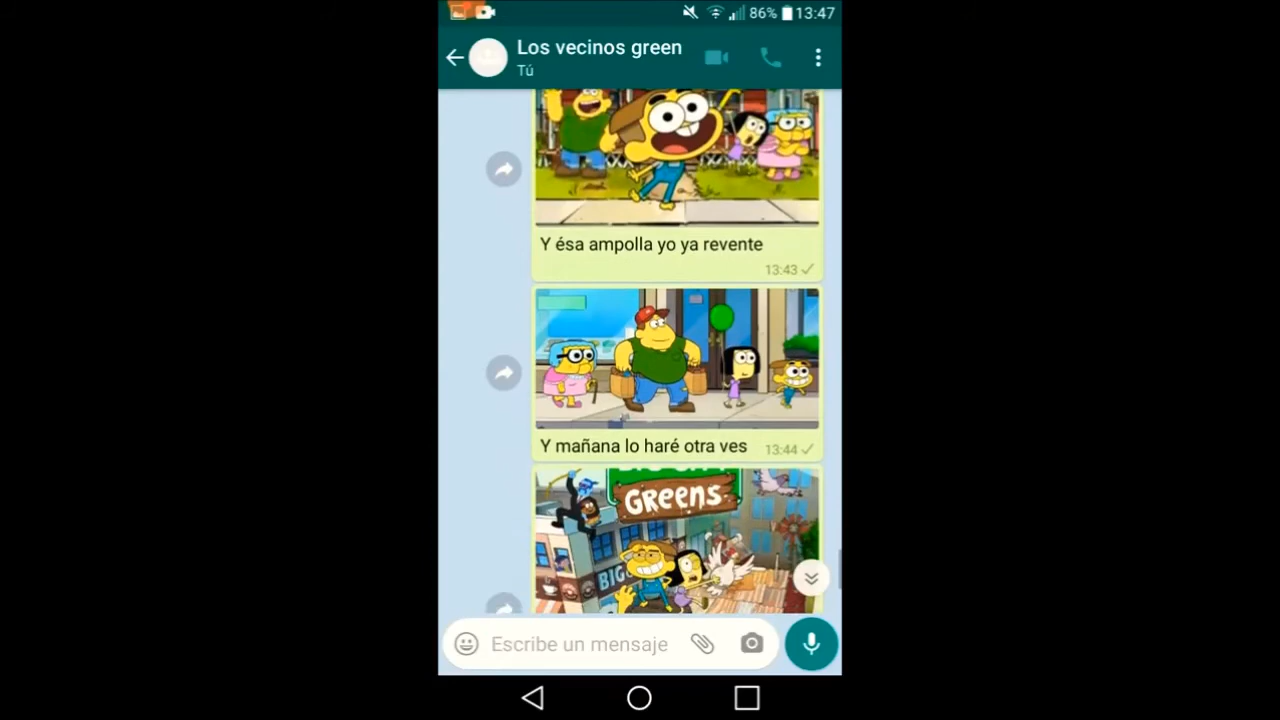 86% 13:47
Los vecinos green
Tú
Y ésa ampolla yo ya revente
13:43
Y mañana lo haré otra ves 13:44
GREENS
BIG
Escribe un mensaje